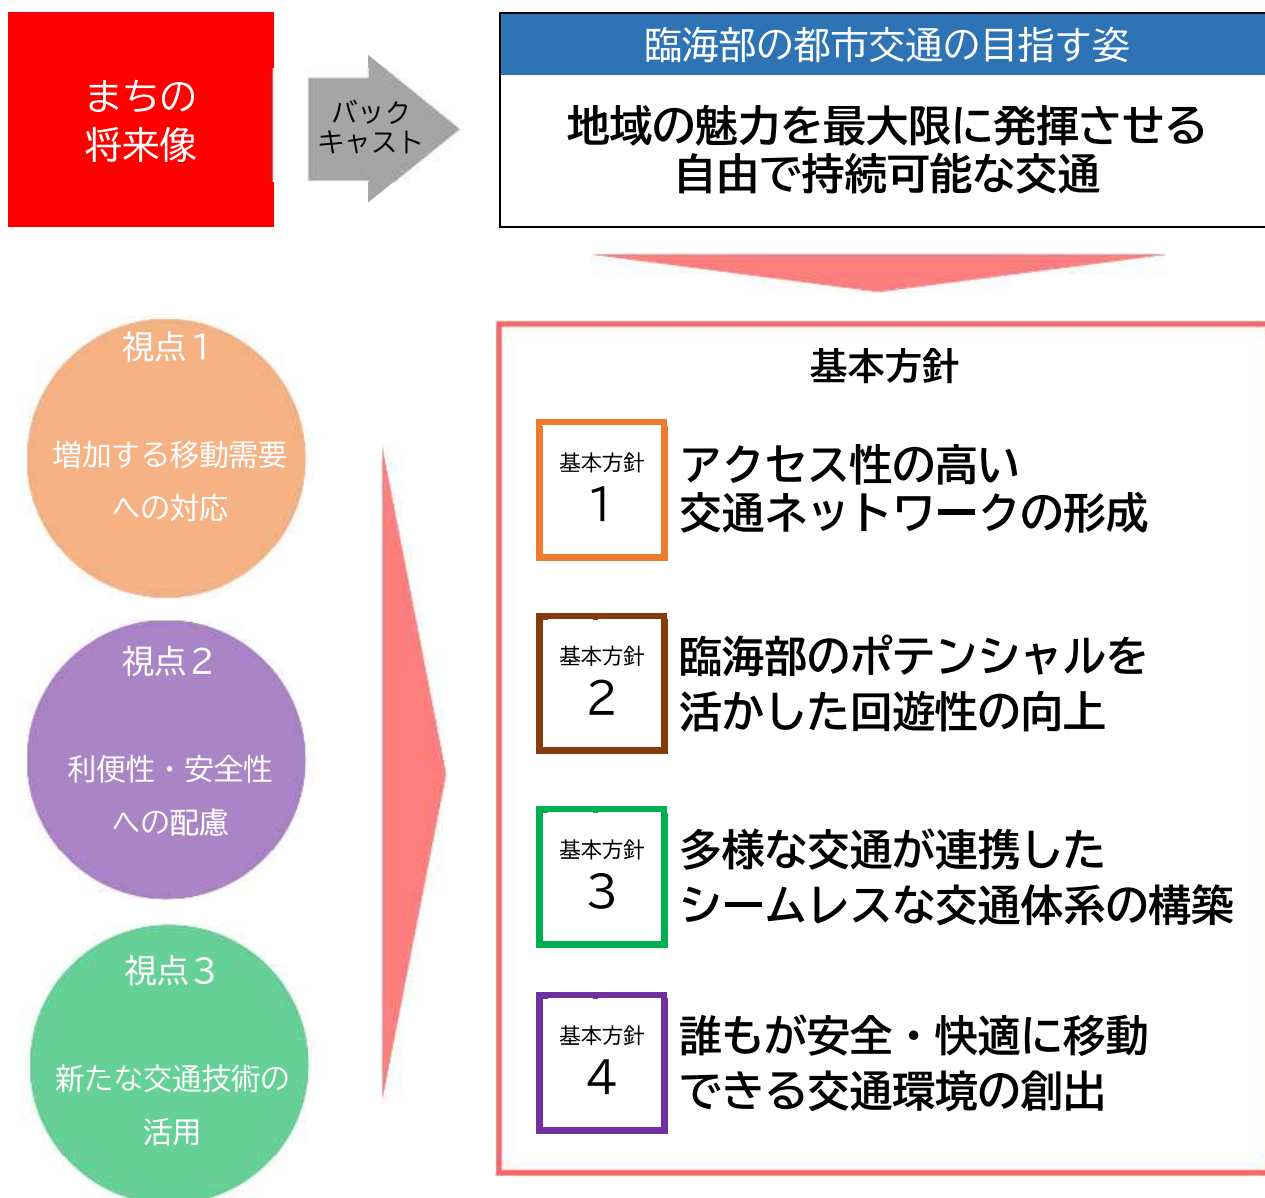 まちの
将来像
バック
キャスト
臨海部の都市交通の目指す姿
地域の魅力を最大限に発揮させる
自由で持続可能な交通
視点１
増加する移動需要
への対応
視点２
利便性・安全性
への配慮
視点３
新たな交通技術の
活用
基本方針
基本方針
1
アクセス性の高い
交通ネットワークの形成
基本方針
2
臨海部のポテンシャルを
活かした回遊性の向上
基本方針
3
多様な交通が連携した
シームレスな交通体系の構築
基本方針
4
誰もが安全・快適に移動
できる交通環境の創出